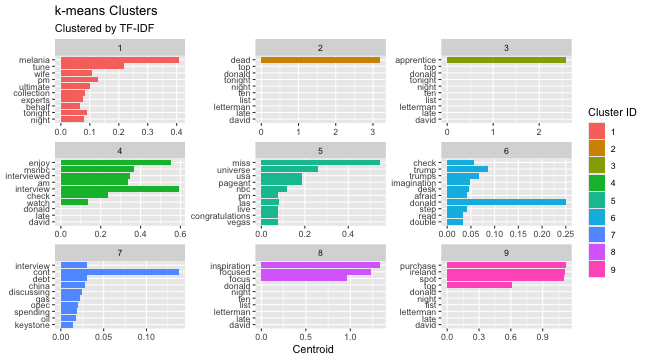 k-means Clusters
Clustered by TF-IDF
1
melania
tune
wife
pm
ultimate
collection
experts
behalf
tonight
night
0.0 0.1 0.2 0.3 0.4
2
dead
top
donald
tonight
night
ten
list
letterman
late
david
0 1 2 3
3
apprentice
top
donald
tonight
night
ten
list
letterman
late
david
0 1 2
4
enjoy
msnbc
interviewed
am
interview
check
watch
donald
late
david
0.0 0.2 0.4 0.6
5
miss
universe
usa
pageant
nbc
pm
las
live
congratulations
vegas
0.0 0.2 0.4
6
check
trump
trumps
imagination
desk
afraid
donald
step
read
double
0.00 0.05 0.10 0.15 0.20 0.25
7
interview
cont
debt
china
discussing
gas
opec
spending
oil
keystone
0.00 0.05 0.10
8
inspiration
focused
focus
donald
night
ten
list
letterman
late
david
0.0 0.5 1.0
9
purchase
ireland
spot
top
donald
night
list
letterman
late
david
0.0 0.3 0.6 0.9
Centroid
Cluster ID
1
2
3
4
5
6
7
8
9